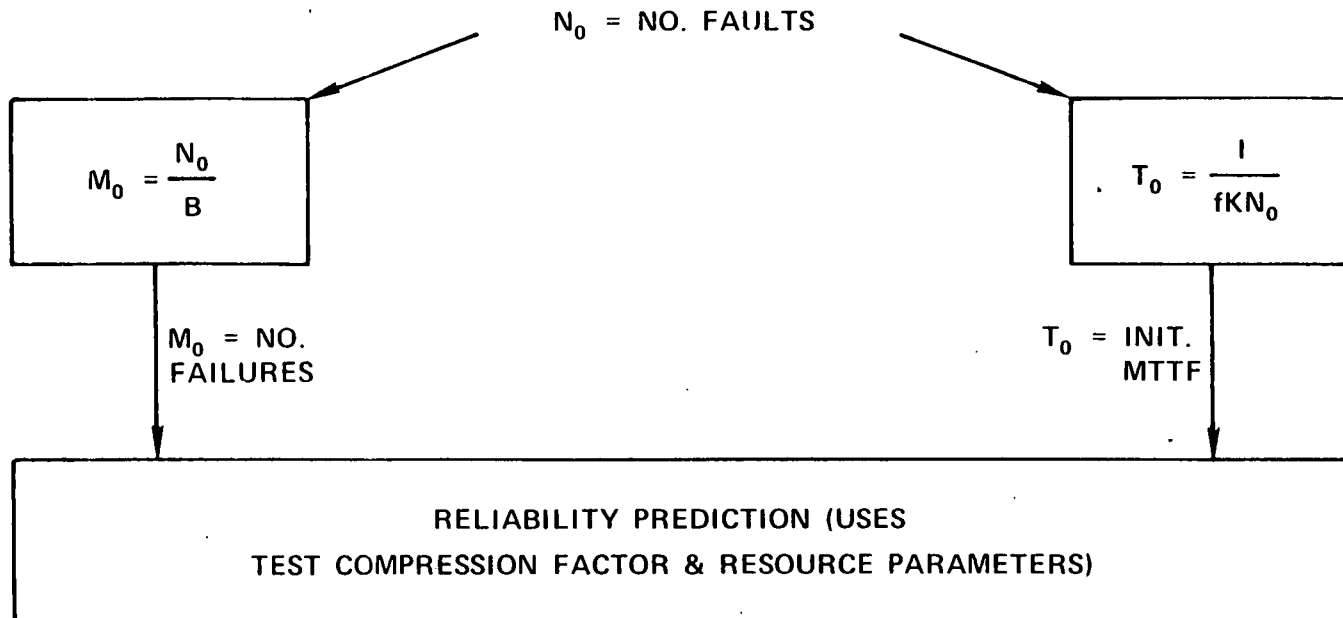 N₀ = NO. FAULTS
M₀ = N₀ / B
T₀ = I / fKN₀
M₀ = NO.
FAILURES
T₀ = INIT.
MTTF
RELIABILITY PREDICTION (USES
TEST COMPRESSION FACTOR & RESOURCE PARAMETERS)